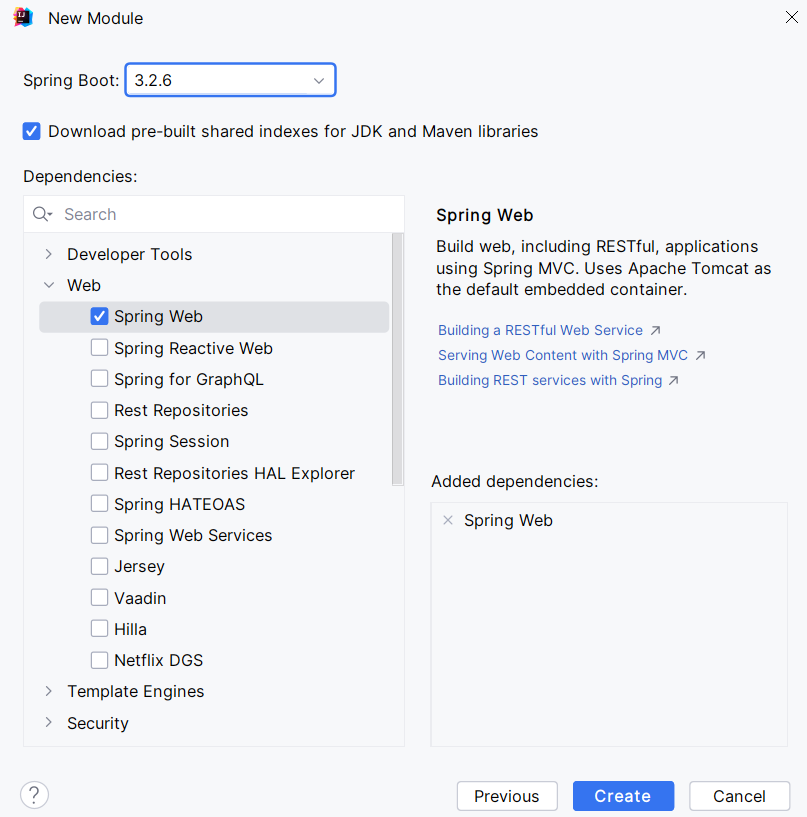 New Module
Spring Boot: 3.2.6
Download pre-built shared indexes for JDK and Maven libraries
Dependencies:
Search
Developer Tools
Web
Spring Web
Spring Reactive Web
Spring for GraphQL
Rest Repositories
Spring Session
Rest Repositories HAL Explorer
Spring HATEOAS
Spring Web Services
Jersey
Vaadin
Hilla
Netflix DGS
Template Engines
Security
Spring Web
Build web, including RESTful, applications
using Spring MVC. Uses Apache Tomcat as
the default embedded container.
Building a RESTful Web Service ↗
Serving Web Content with Spring MVC ↗
Building REST services with Spring ↗
Added dependencies:
× Spring Web
?
Previous
Create
Cancel